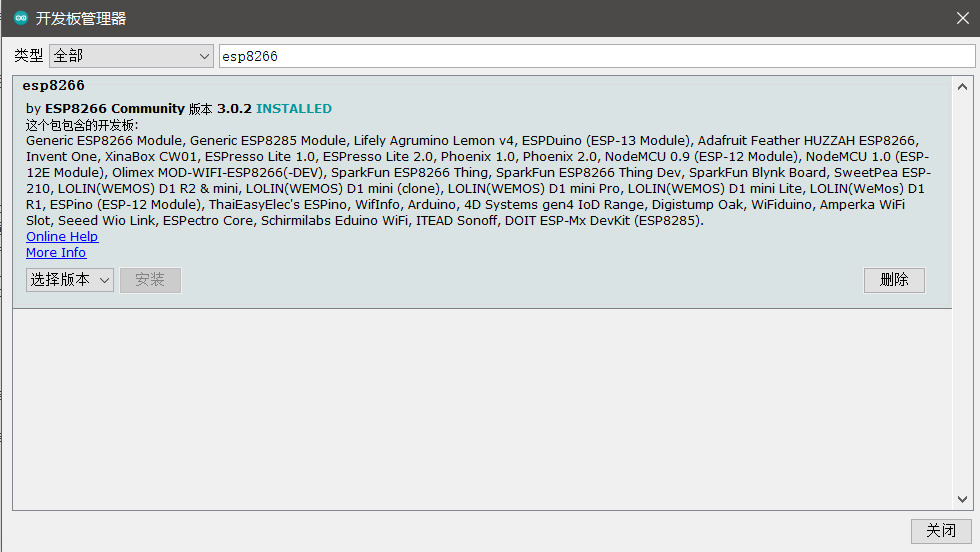 开发板管理器
类型 全部 esp8266
esp8266
by ESP8266 Community 版本 3.0.2 INSTALLED
这个包包含的开发板:
Generic ESP8266 Module, Generic ESP8285 Module, Lifely Agrumino Lemon v4, ESPDuino (ESP-13 Module), Adafruit Feather HUZZAH ESP8266,
Invent One, XinaBox CW01, ESPresso Lite 1.0, ESPresso Lite 2.0, Phoenix 1.0, Phoenix 2.0, NodeMCU 0.9 (ESP-12 Module), NodeMCU 1.0 (ESP-
12E Module), Olimex MOD-WIFI-ESP8266(-DEV), SparkFun ESP8266 Thing, SparkFun ESP8266 Thing Dev, SparkFun Blynk Board, SweetPea ESP-
210, LOLIN(WEMOS) D1 R2 & mini, LOLIN(WEMOS) D1 mini (clone), LOLIN(WEMOS) D1 mini Pro, LOLIN(WEMOS) D1 mini Lite, LOLIN(WeMos) D1
R1, ESPino (ESP-12 Module), ThaiEasyElec's ESPino, WifInfo, Arduino, 4D Systems gen4 IoD Range, Digistump Oak, WiFiduino, Amperka WiFi
Slot, Seeed Wio Link, ESPectro Core, Schirmilabs Eduino WiFi, ITEAD Sonoff, DOIT ESP-Mx DevKit (ESP8285).
Online Help
More Info
选择版本 安装 删除
关闭